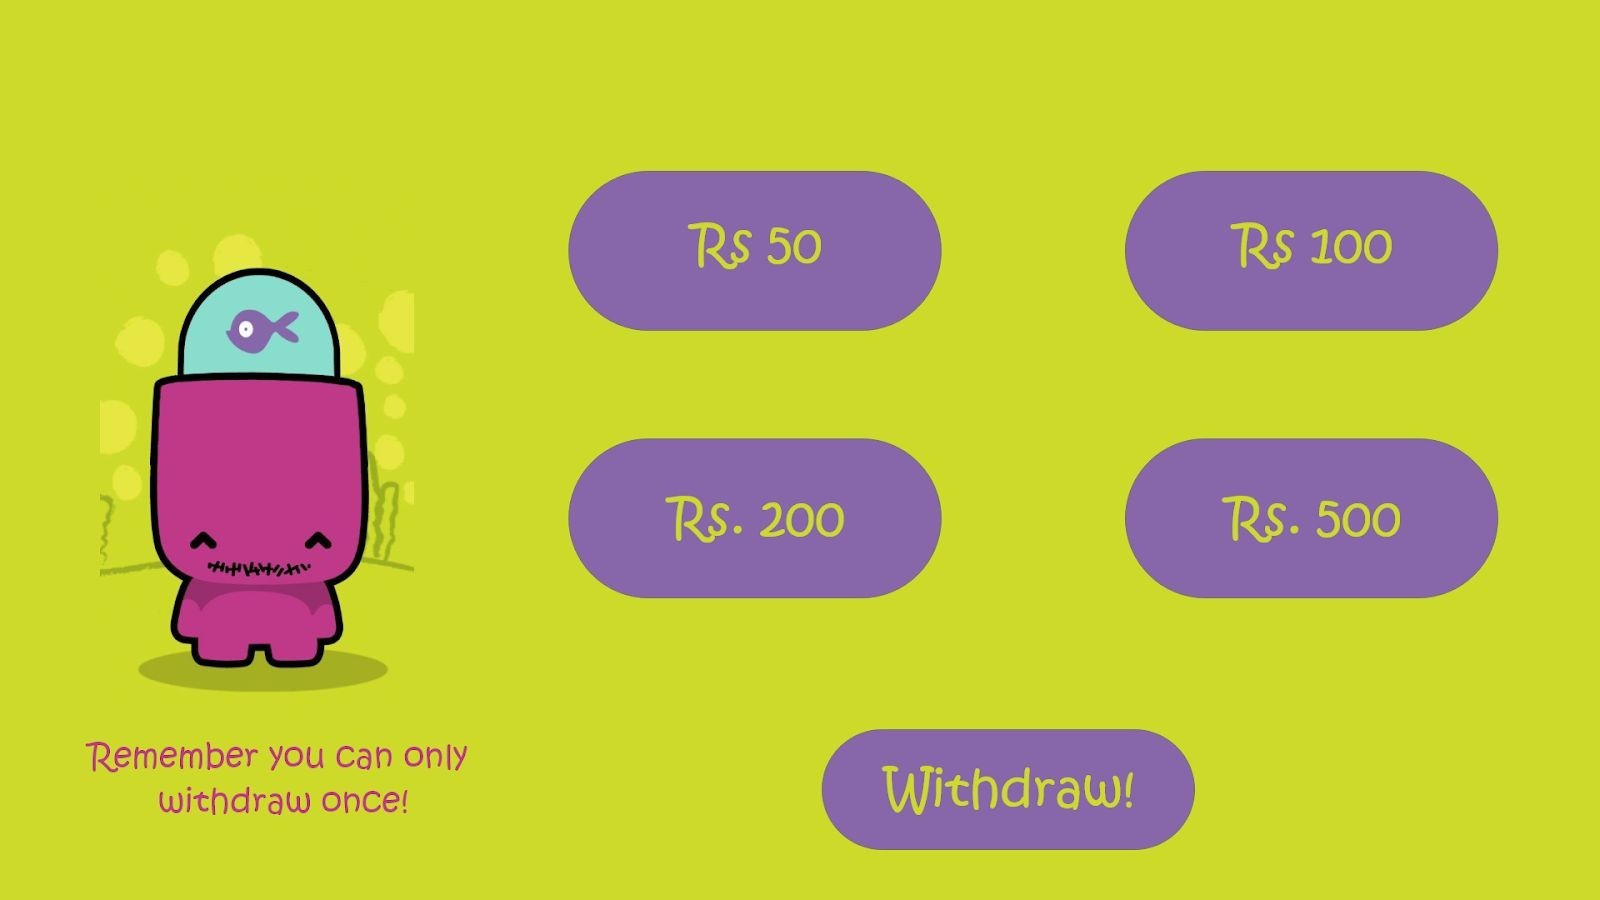 Rs 50
Rs 100
Rs. 200
Rs. 500
Remember you can only
withdraw once!
Withdraw!